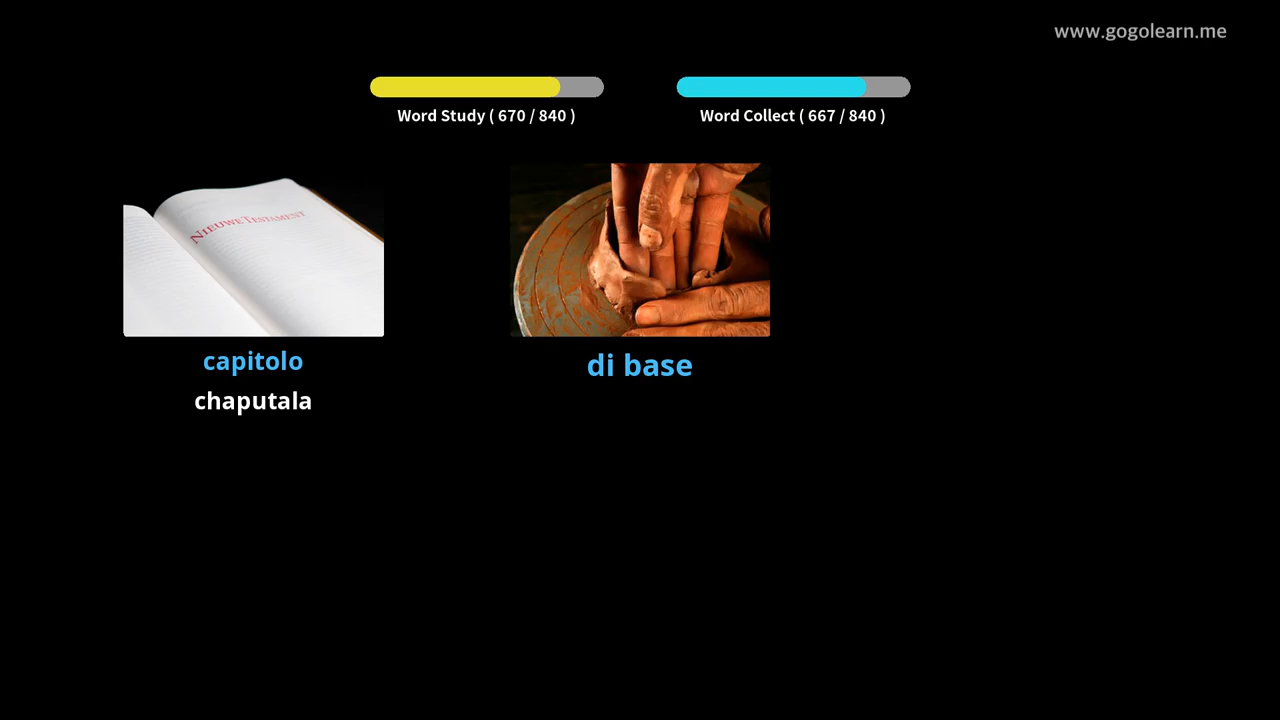 www.gogolearn.me
Word Study ( 670 / 840 )
Word Collect ( 667 / 840 )
NIEUWE TESTAMENT
capitolo
chaputala
di base